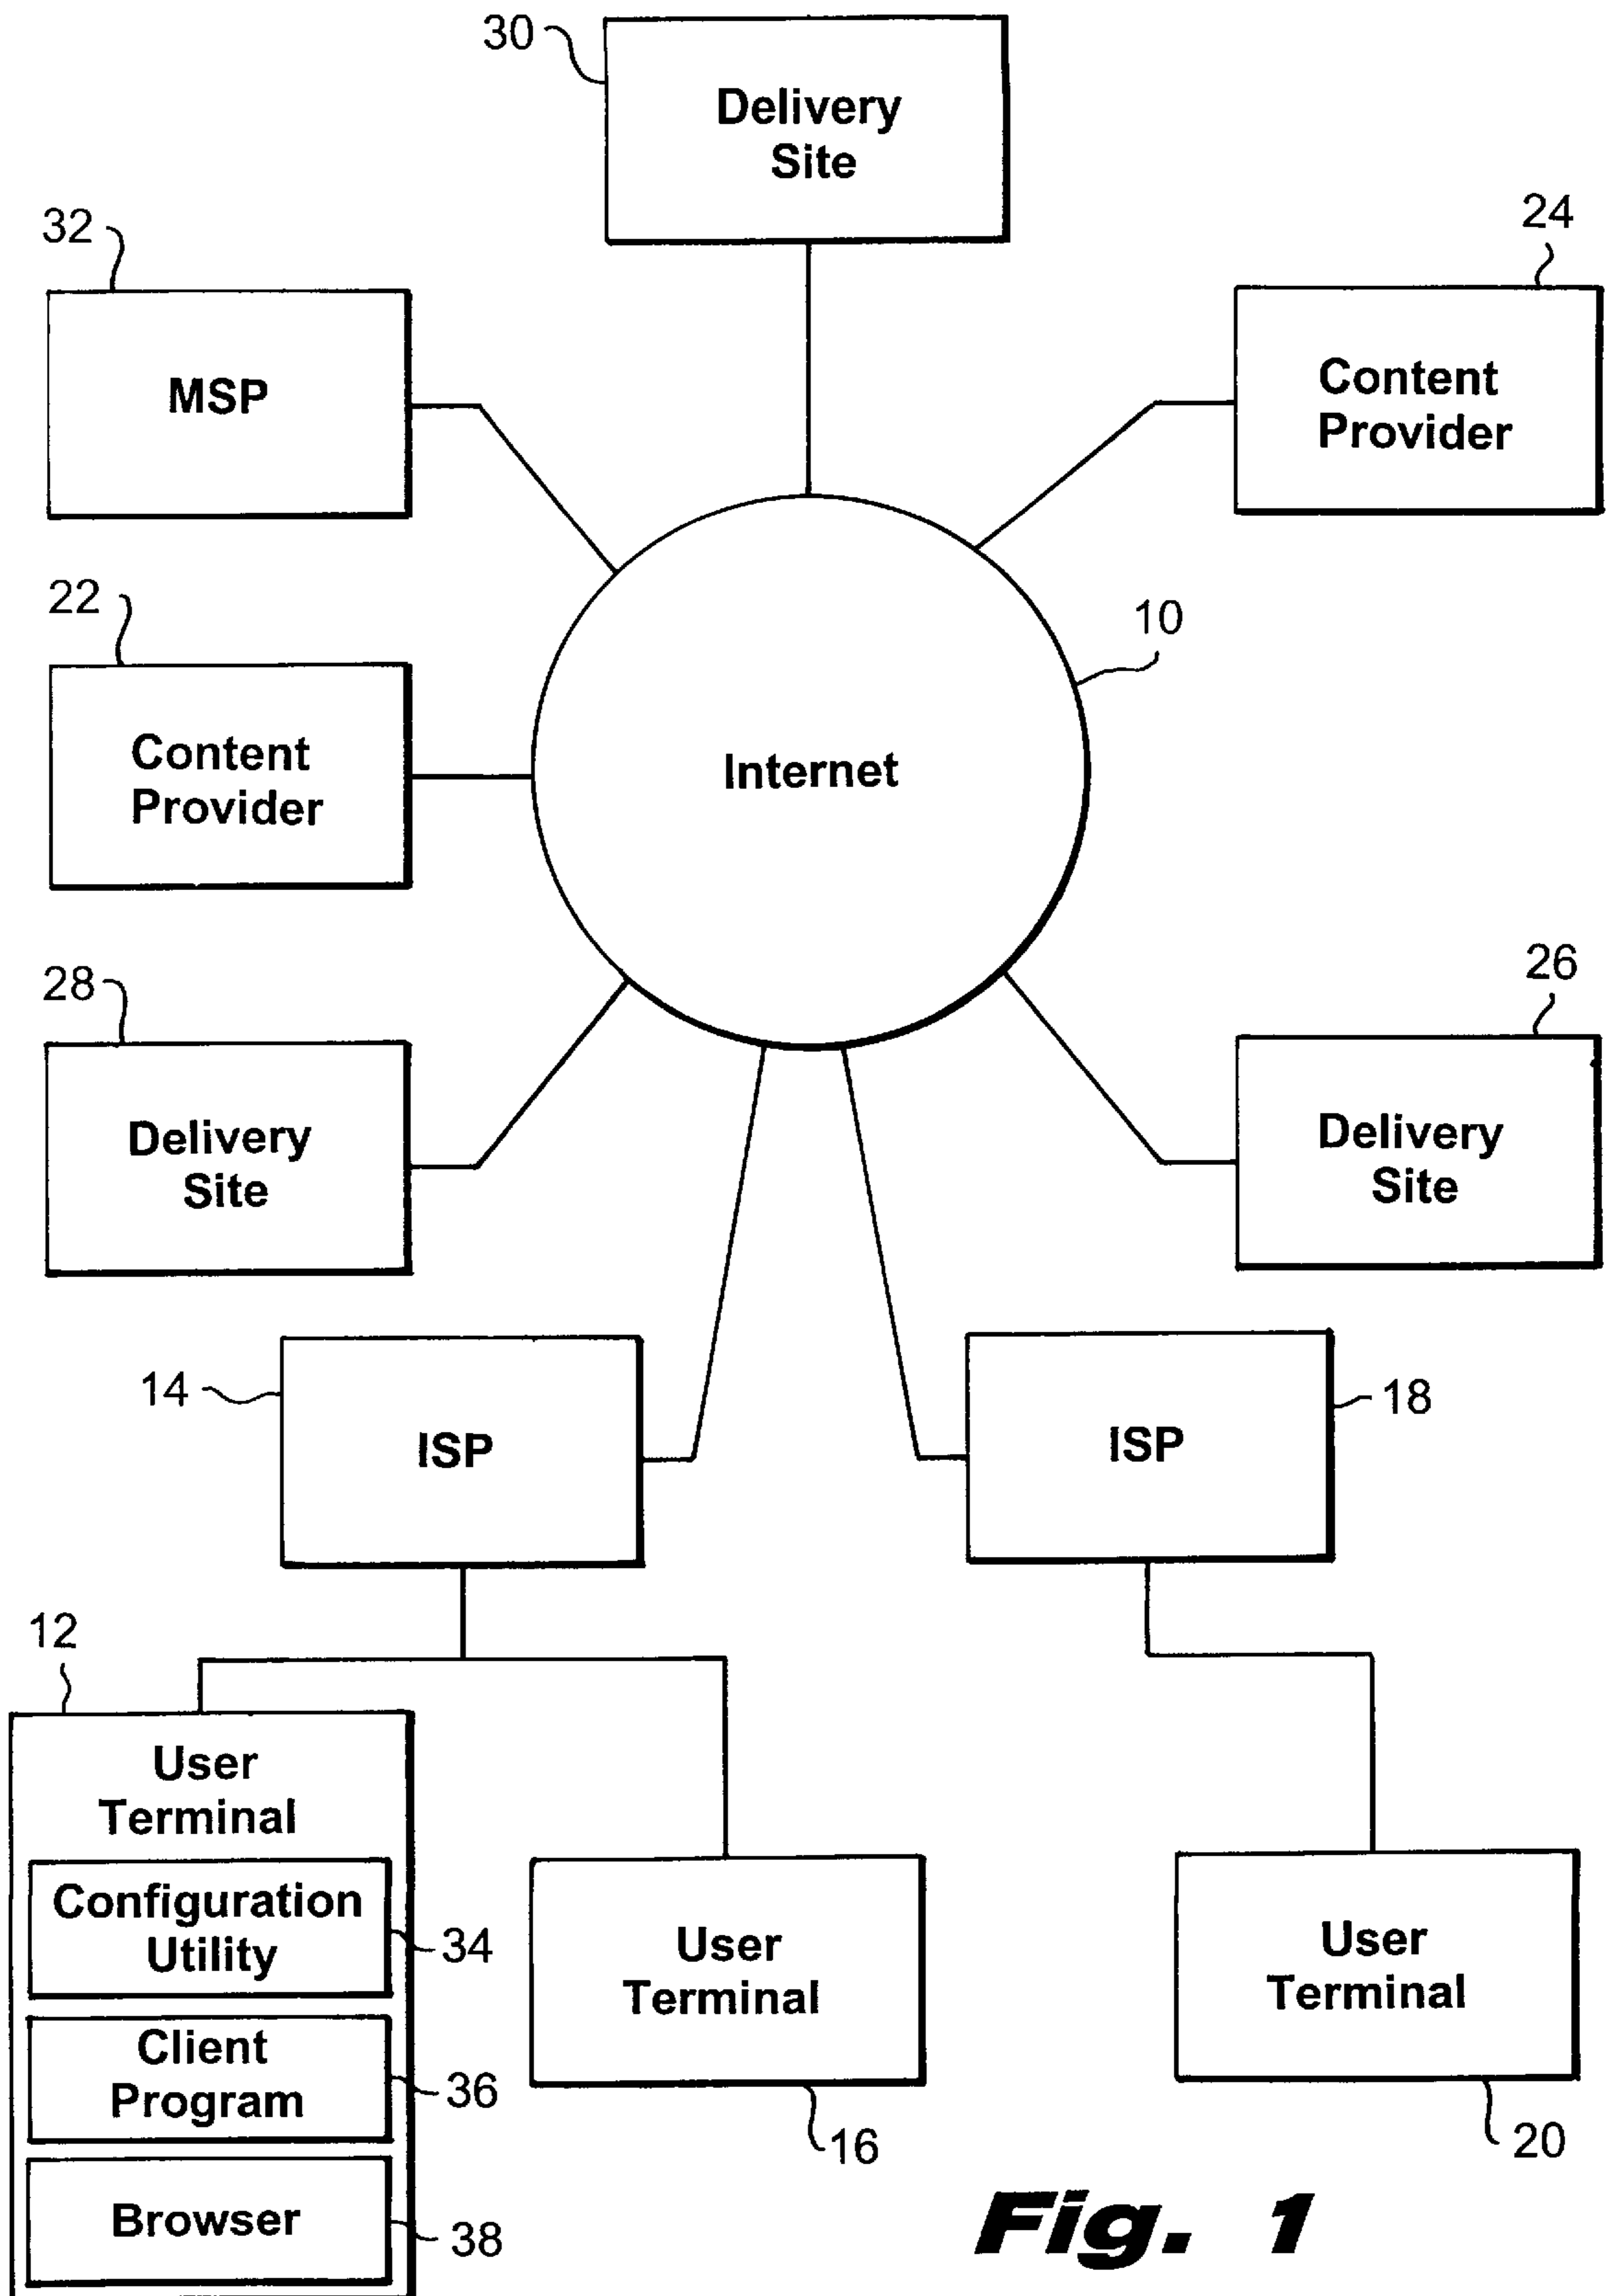 30
Delivery
Site
32
24
MSP
Content
Provider
22
10
Content
Provider
Internet
28
26
Delivery
Site
Delivery
Site
14
18
ISP
ISP
12
User
Terminal
Configuration
Utility
34
User
Terminal
User
Terminal
Client
Program
36
16
20
Browser
38
Fig. 1